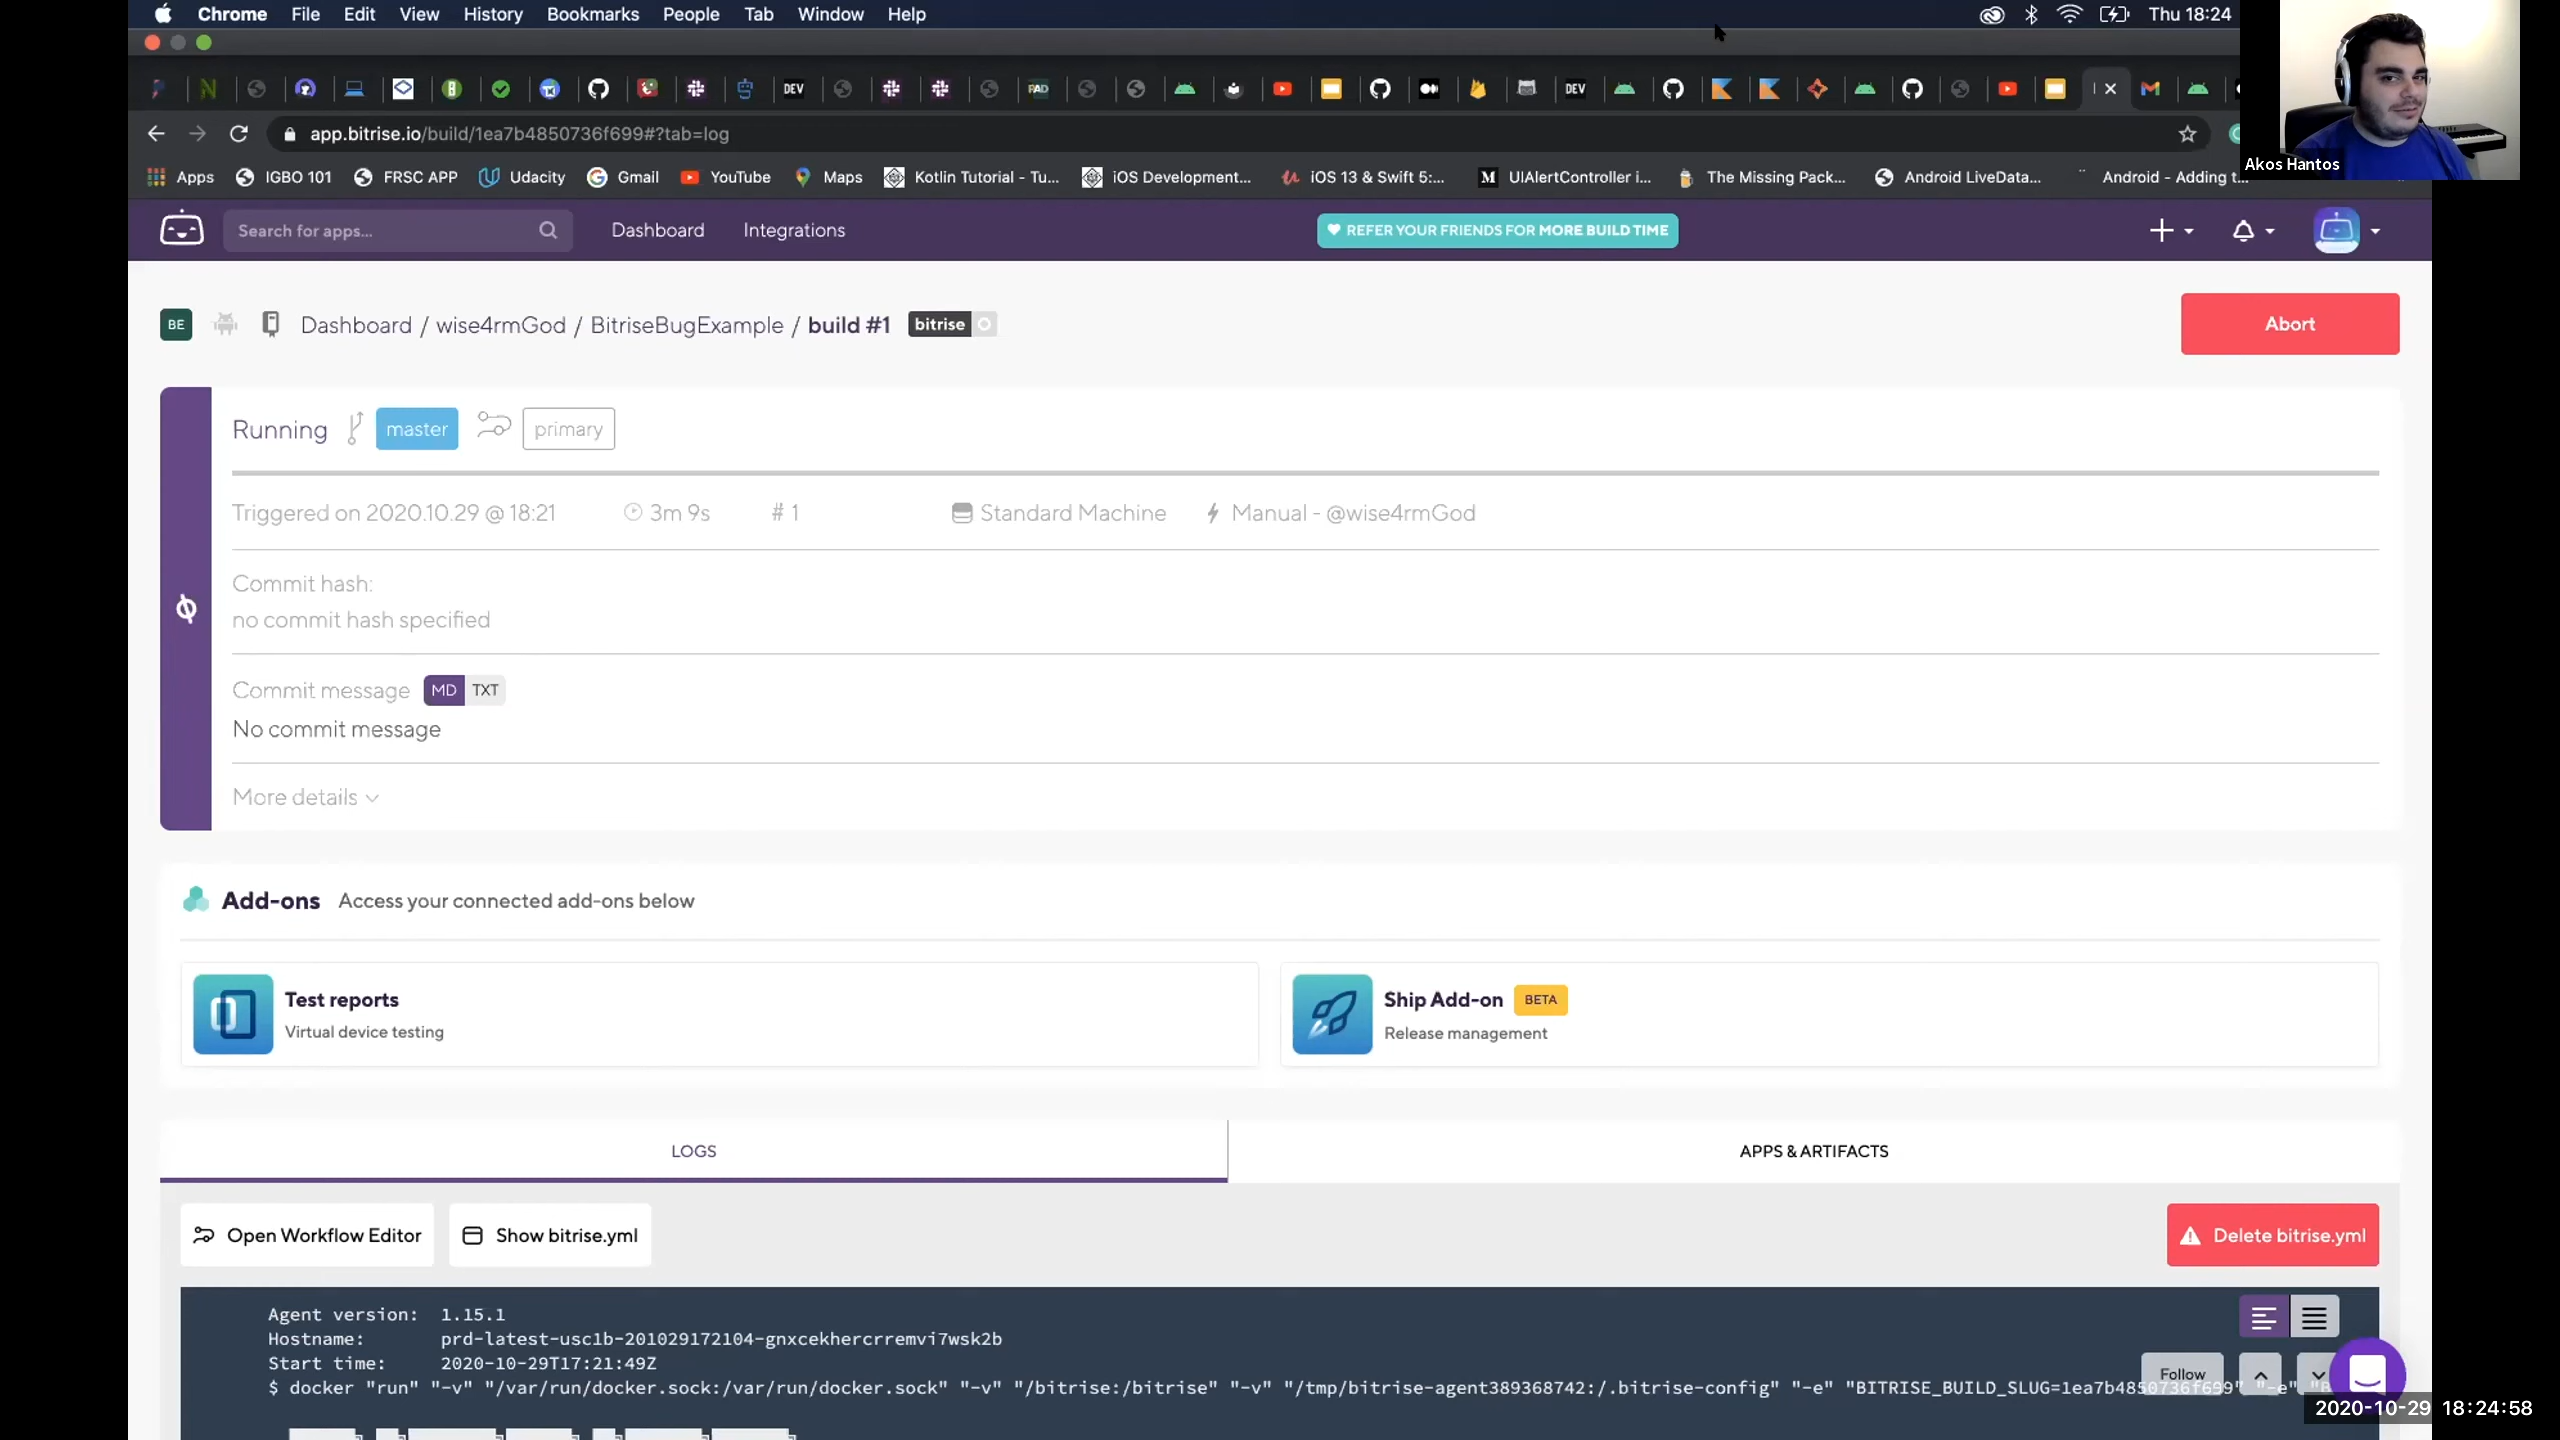 Chrome File Edit View History Bookmarks People Tab Window Help Thu 18:24
DEV PAD DEV
app.bitrise.io/build/1ea7b4850736f699#?tab=log
Apps IGBO 101 FRSC APP Udacity Gmail YouTube Maps Kotlin Tutorial - Tu... iOS Development... iOS 13 & Swift 5:... UIAlertController i... The Missing Pack... Android LiveData... Android - Adding t...
Akos Hantos
Search for apps... Dashboard Integrations REFER YOUR FRIENDS FOR MORE BUILD TIME
BE Dashboard / wise4rmGod / BitriseBugExample / build #1 bitrise Abort
Running master primary
Triggered on 2020.10.29 @ 18:21 3m 9s # 1 Standard Machine Manual - @wise4rmGod
Commit hash:
no commit hash specified
Commit message MD TXT
No commit message
More details
Add-ons Access your connected add-ons below
Test reports
Virtual device testing
Ship Add-on BETA
Release management
LOGS APPS & ARTIFACTS
Open Workflow Editor Show bitrise.yml Delete bitrise.yml
Agent version: 1.15.1
Hostname: prd-latest-usc1b-201029172104-gnxcekhercrremvi7wsk2b
Start time: 2020-10-29T17:21:49Z
Follow
$ docker "run" "-v" "/var/run/docker.sock:/var/run/docker.sock" "-v" "/bitrise:/bitrise" "-v" "/tmp/bitrise-agent389368742:/.bitrise-config" "-e" "BITRISE_BUILD_SLUG=1ea7b4850736f699" "-e"
2020-10-29 18:24:58